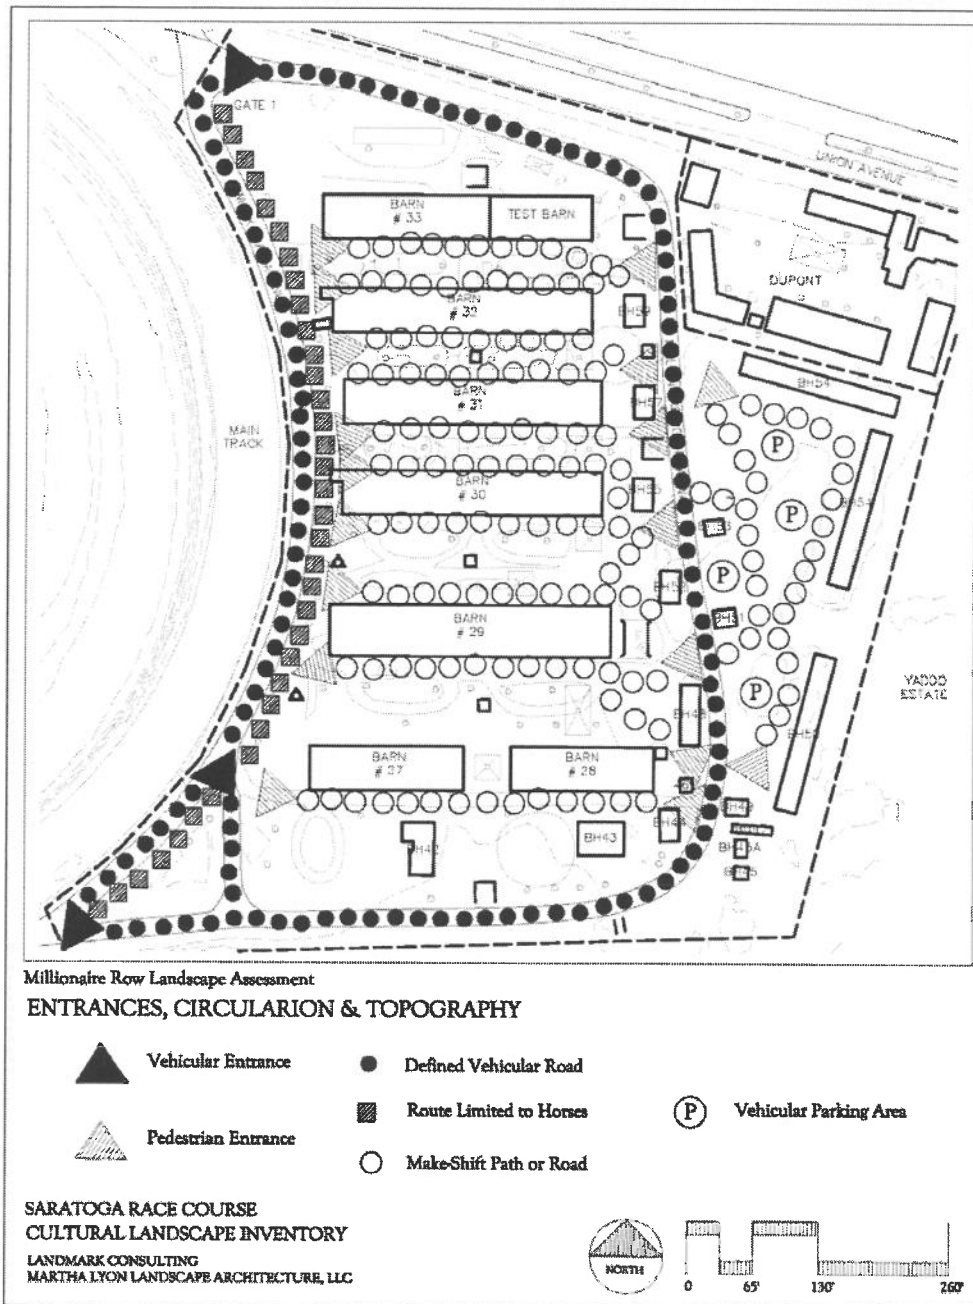 GATE 1
UNION AVENUE
BARN
# 33
TEST BARN
DUPONT
BARN
# 32
BH59
BH54
MAIN
TRACK
BARN
# 31
BH57
BARN
# 30
BH55
P
P
P
BARN
# 29
BH51
YADDO
ESTATE
P
BH48
BARN
# 27
BARN
# 28
BH49
BH44
BH42
BH43
BH45A
BH45
Millionaire Row Landscape Assessment
ENTRANCES, CIRCULARION & TOPOGRAPHY
Vehicular Entrance
Defined Vehicular Road
Route Limited to Horses
P
Vehicular Parking Area
Pedestrian Entrance
Make-Shift Path or Road
SARATOGA RACE COURSE
CULTURAL LANDSCAPE INVENTORY
LANDMARK CONSULTING
MARTHA LYON LANDSCAPE ARCHITECTURE, LLC
NORTH
0 65' 130' 260'